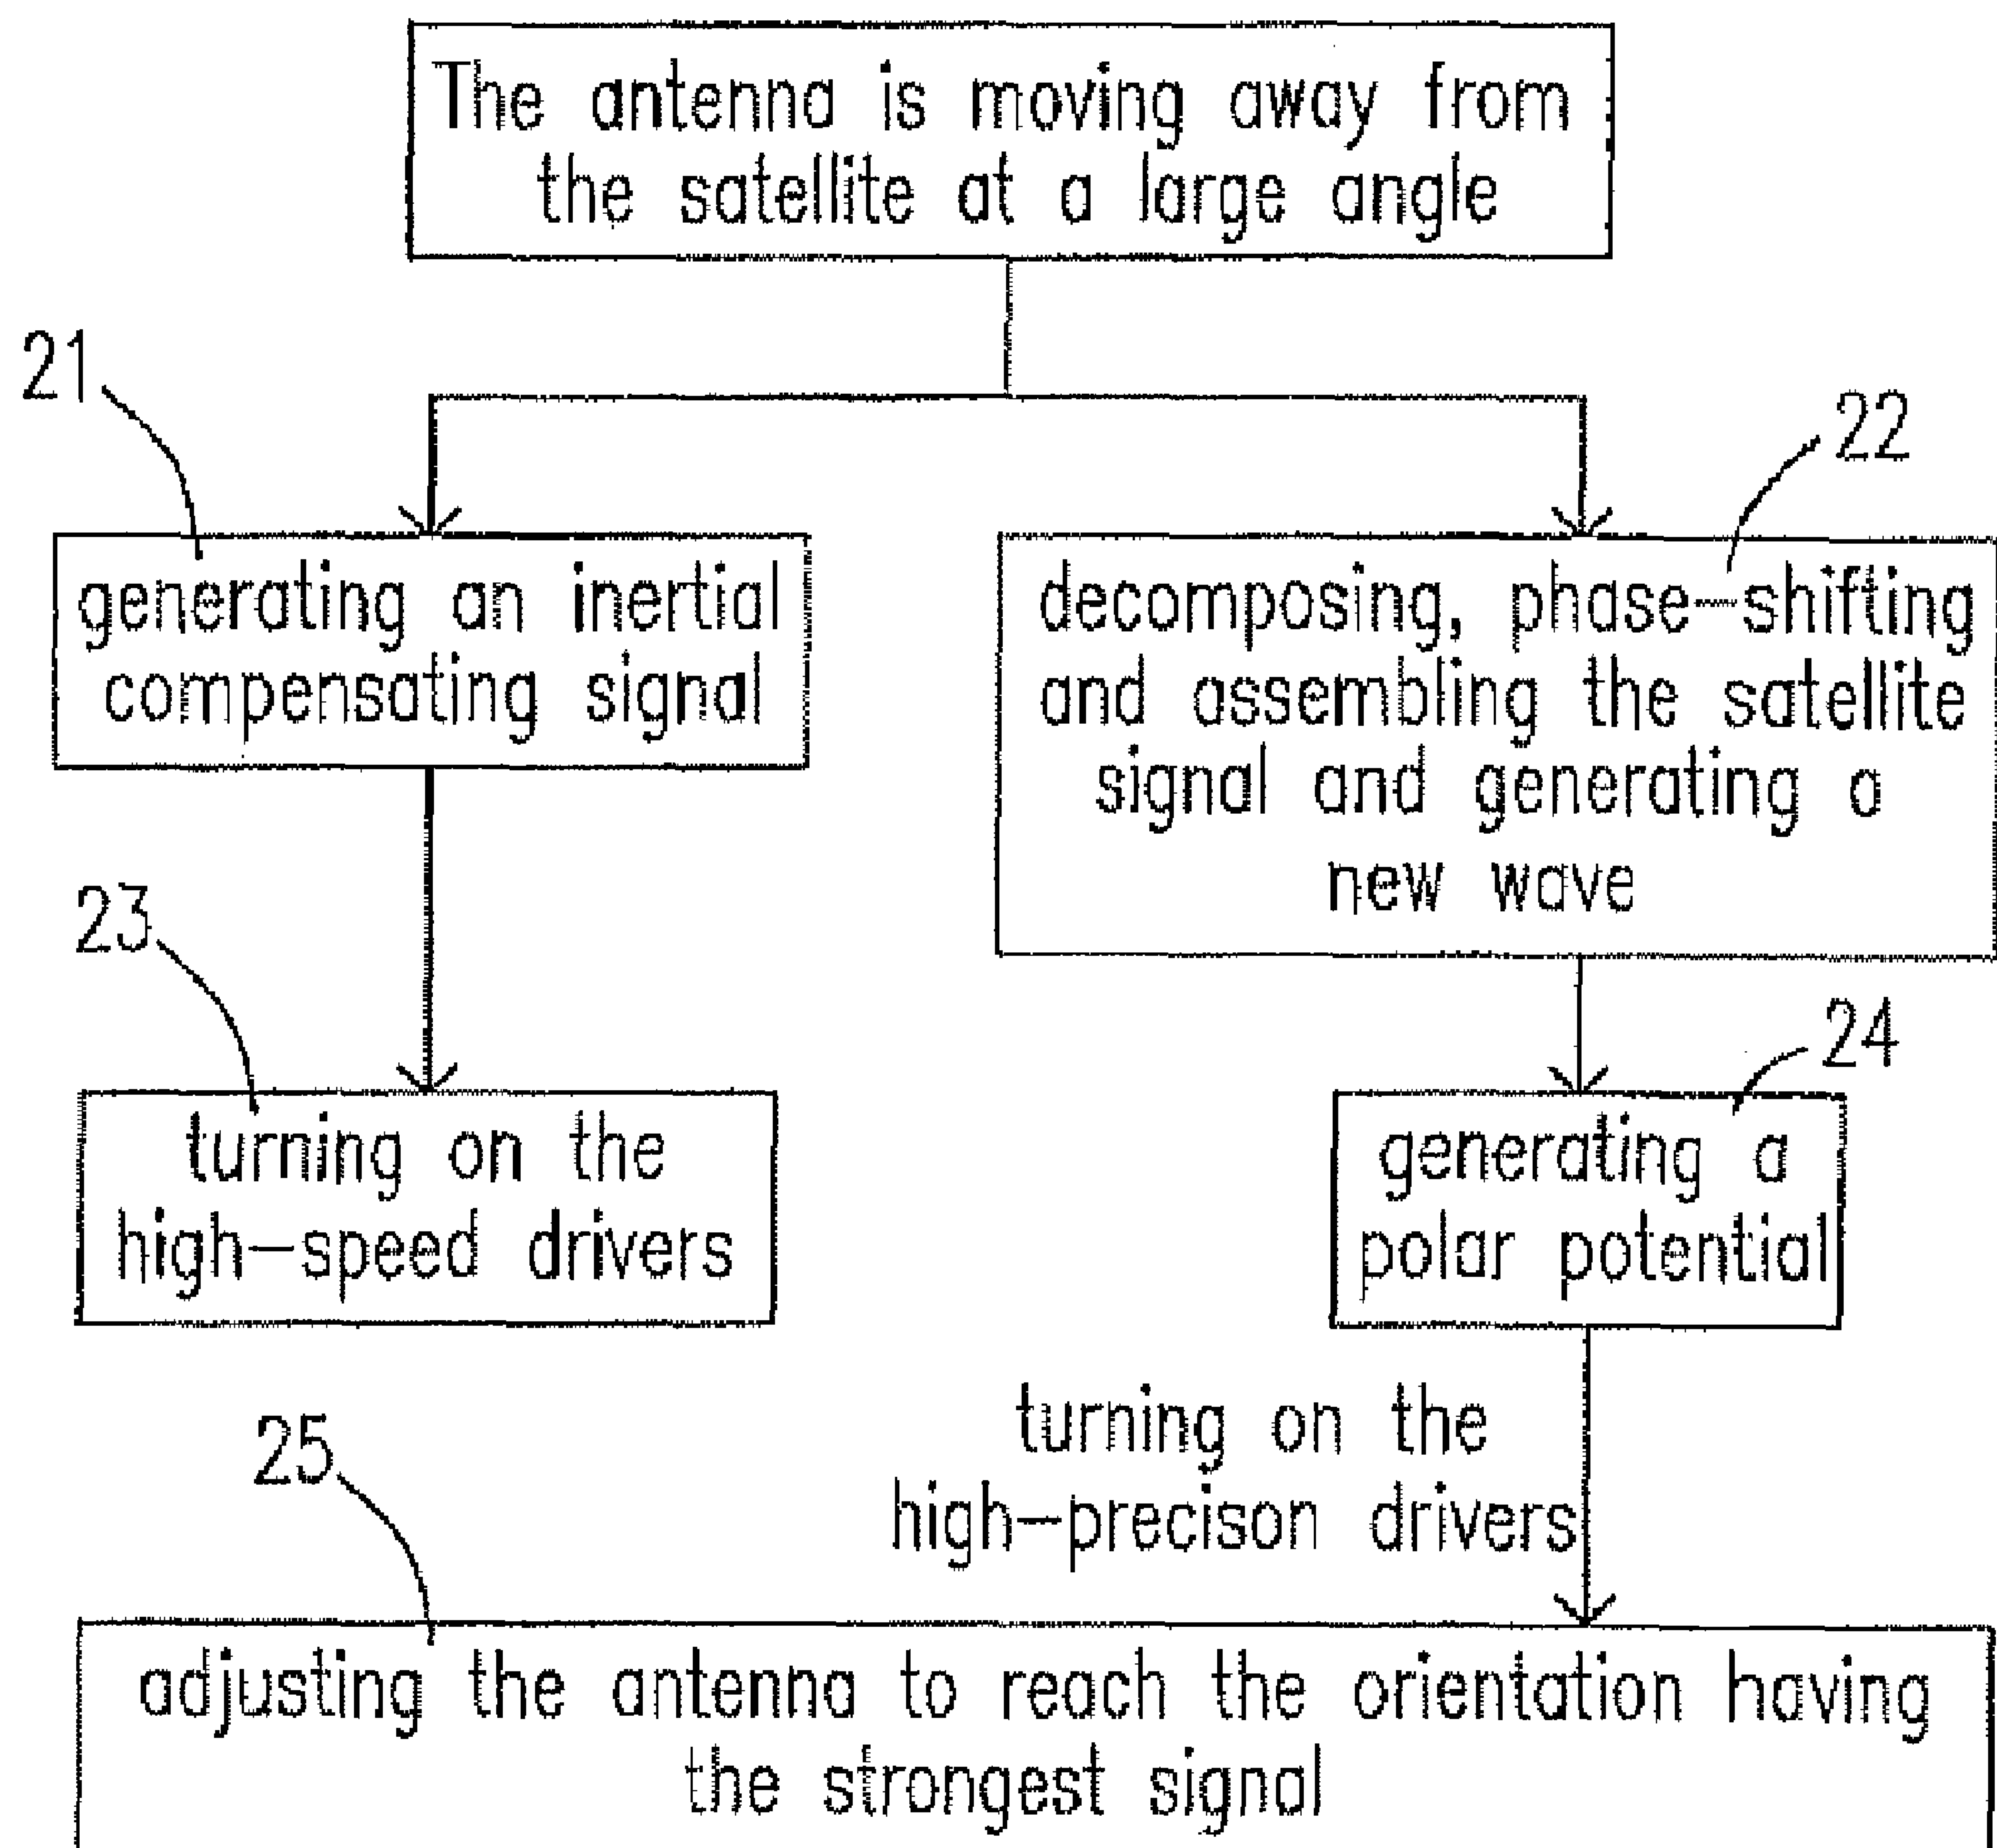 The antenna is moving away from
the satellite at a large angle
21
22
generating an inertial
compensating signal
decomposing, phase-shifting
and assembling the satellite
signal and generating a
new wave
23
24
turning on the
high-speed drivers
generating a
polar potential
turning on the
high-precison drivers
25
adjusting the antenna to reach the orientation having
the strongest signal